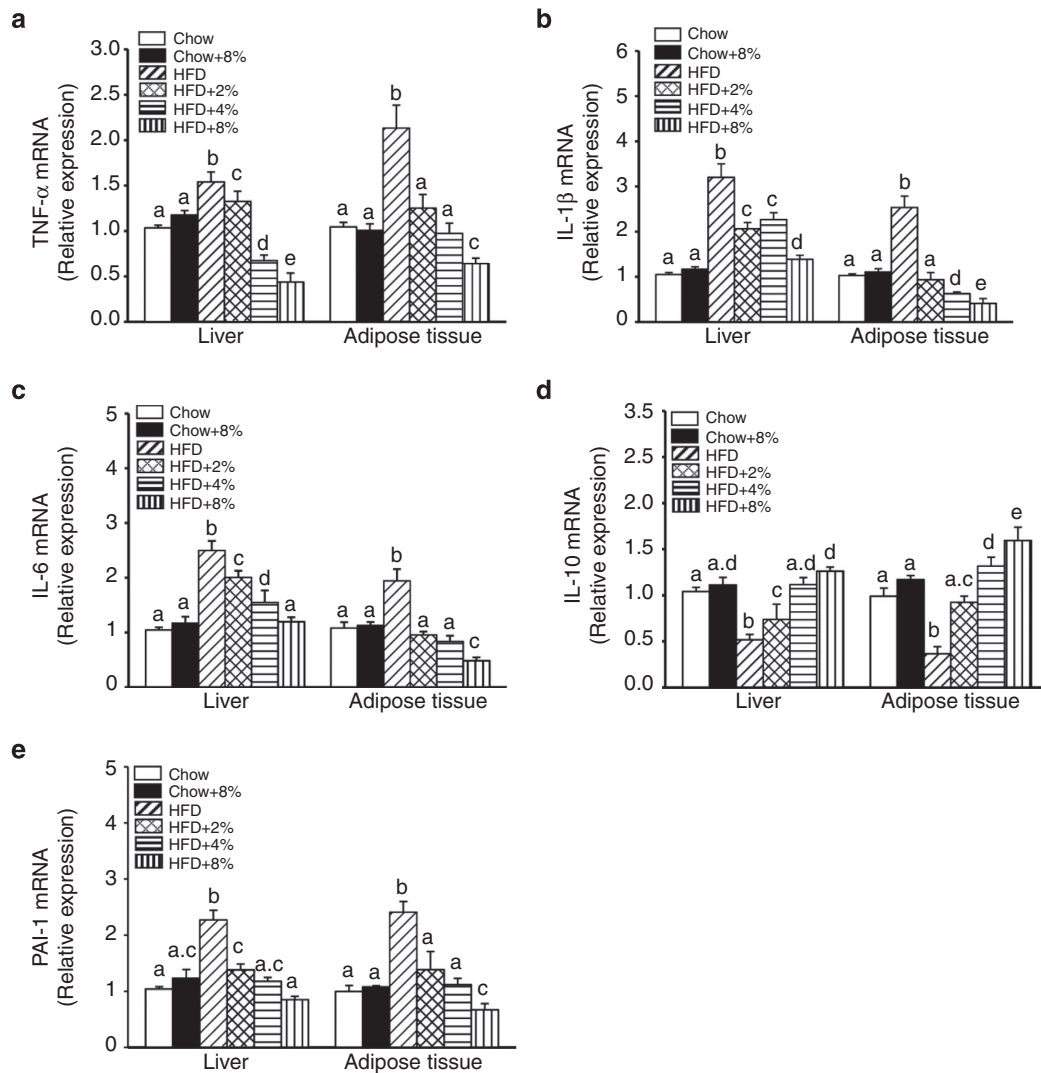 a
Chow
Chow+8%
HFD
HFD+2%
HFD+4%
HFD+8%
TNF-α mRNA
(Relative expression)
3.0
2.5
2.0
1.5
1.0
0.5
0.0
a a b c d e
a a b a a c
Liver Adipose tissue
b
Chow
Chow+8%
HFD
HFD+2%
HFD+4%
HFD+8%
IL-1β mRNA
(Relative expression)
6
5
4
3
2
1
0
a a b c c d
a a b a d e
Liver Adipose tissue
c
Chow
Chow+8%
HFD
HFD+2%
HFD+4%
HFD+8%
IL-6 mRNA
(Relative expression)
5
4
3
2
1
0
a a b c d a
a a b a a c
Liver Adipose tissue
d
Chow
Chow+8%
HFD
HFD+2%
HFD+4%
HFD+8%
IL-10 mRNA
(Relative expression)
3.5
3.0
2.5
1.5
1.0
0.5
0.0
a a.d b c a.d d
a a b a.c d e
Liver Adipose tissue
e
Chow
Chow+8%
HFD
HFD+2%
HFD+4%
HFD+8%
PAI-1 mRNA
(Relative expression)
5
4
3
2
1
0
a a.c b c a.c a
a a b a a c
Liver Adipose tissue